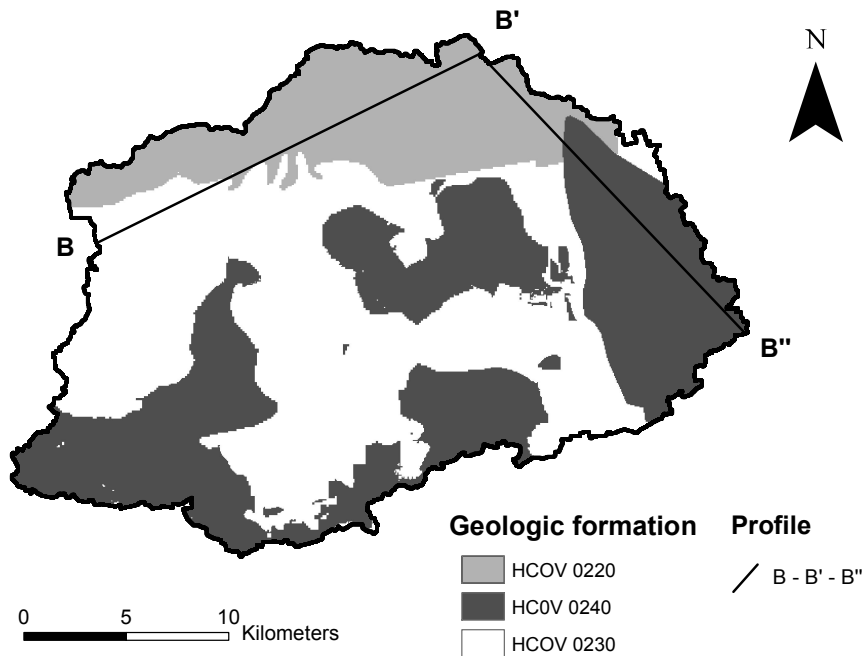 B'
N
B
B"
Geologic formation
HCOV 0220
HC0V 0240
HCOV 0230
Profile
B - B' - B"
0 5 10
Kilometers